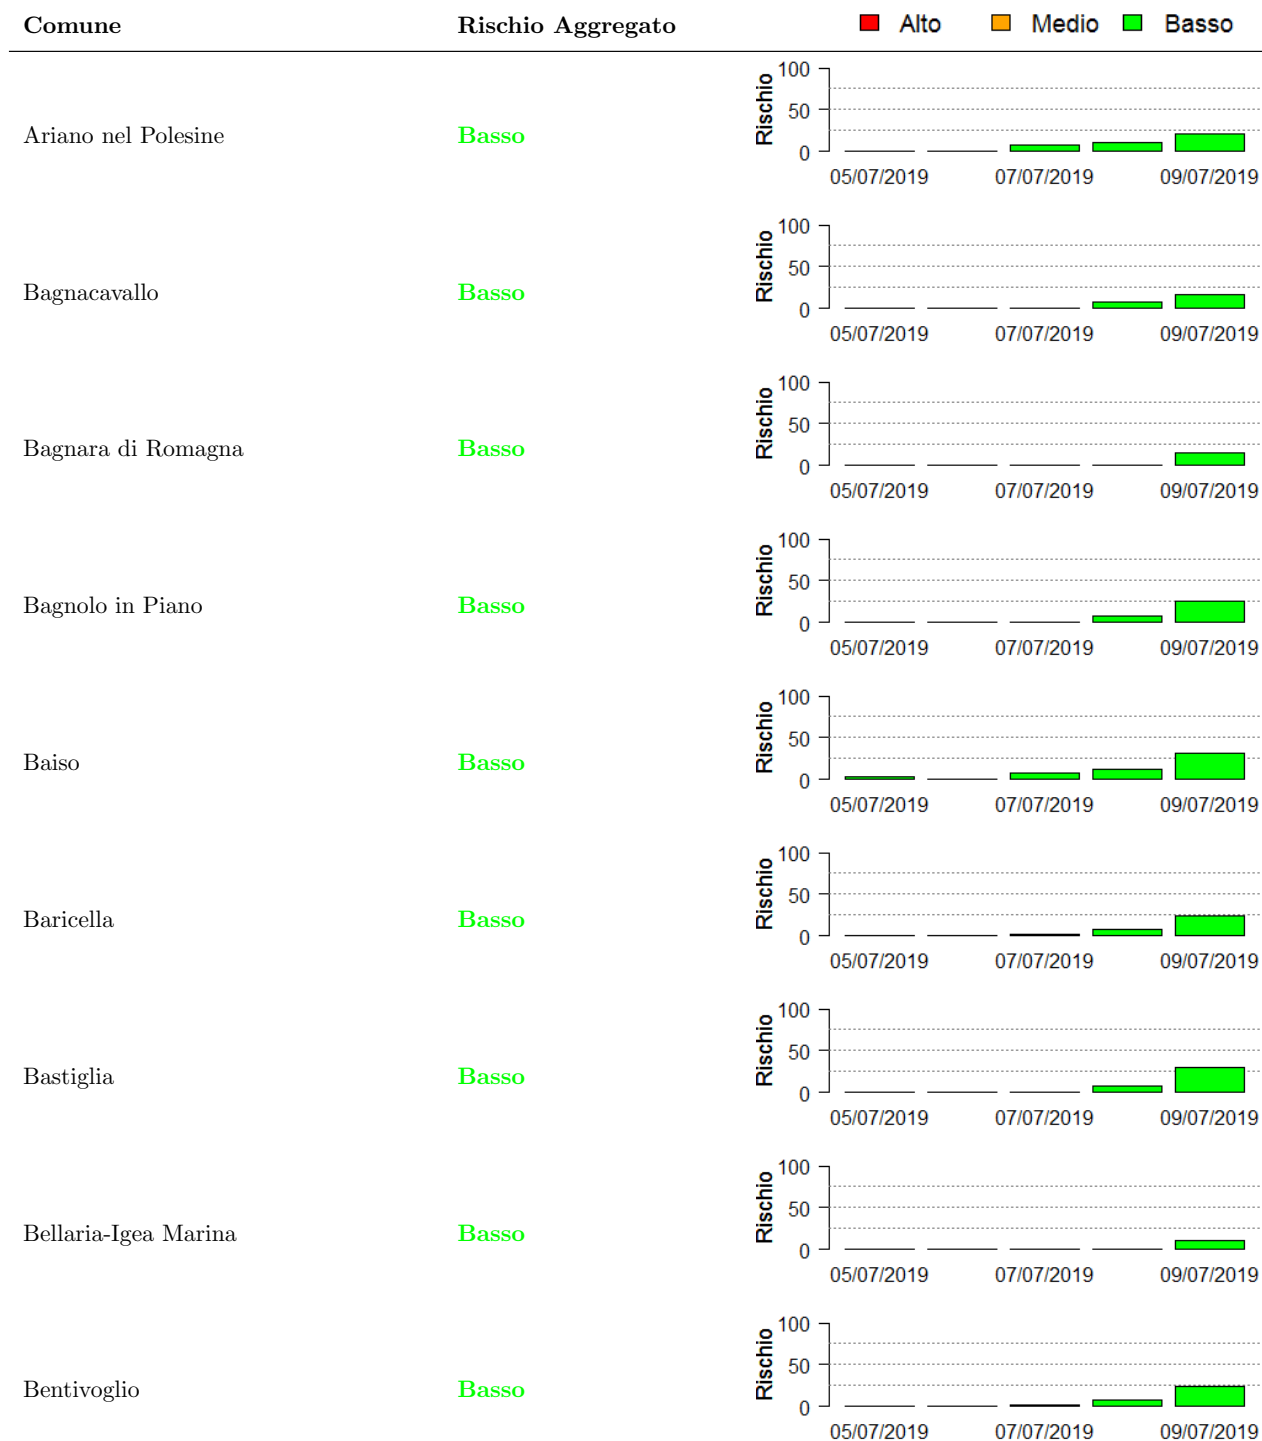 Comune Rischio Aggregato Alto Medio Basso
Ariano nel Polesine Basso Rischio 100 50 0
05/07/2019 07/07/2019 09/07/2019
Bagnacavallo Basso Rischio 100 50 0
05/07/2019 07/07/2019 09/07/2019
Bagnara di Romagna Basso Rischio 100 50 0
05/07/2019 07/07/2019 09/07/2019
Bagnolo in Piano Basso Rischio 100 50 0
05/07/2019 07/07/2019 09/07/2019
Baiso Basso Rischio 100 50 0
05/07/2019 07/07/2019 09/07/2019
Baricella Basso Rischio 100 50 0
05/07/2019 07/07/2019 09/07/2019
Bastiglia Basso Rischio 100 50 0
05/07/2019 07/07/2019 09/07/2019
Bellaria-Igea Marina Basso Rischio 100 50 0
05/07/2019 07/07/2019 09/07/2019
Bentivoglio Basso Rischio 100 50 0
05/07/2019 07/07/2019 09/07/2019